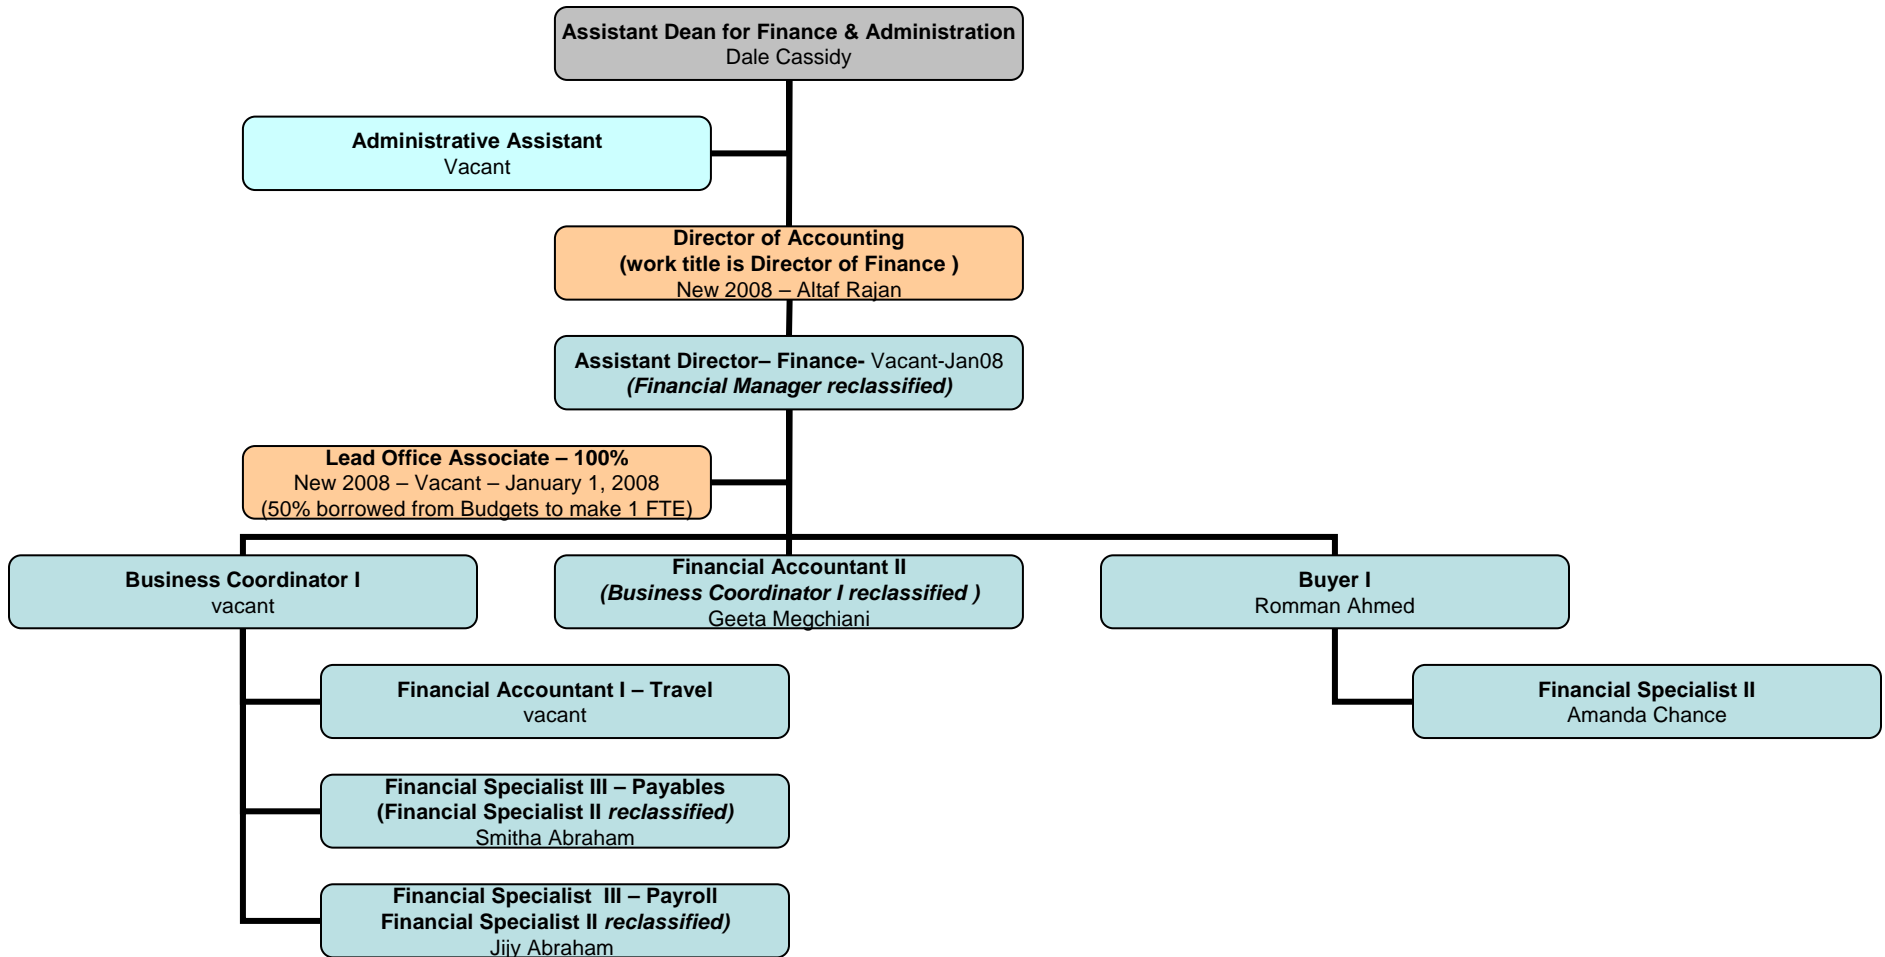 Assistant Dean for Finance & Administration
Dale Cassidy
Administrative Assistant
Vacant
Director of Accounting
(work title is Director of Finance )
New 2008 – Altaf Rajan
Assistant Director– Finance- Vacant-Jan08
(Financial Manager reclassified)
Lead Office Associate – 100%
New 2008 – Vacant – January 1, 2008
(50% borrowed from Budgets to make 1 FTE)
Business Coordinator I
vacant
Financial Accountant II
(Business Coordinator I reclassified )
Geeta Megchiani
Buyer I
Romman Ahmed
Financial Accountant I – Travel
vacant
Financial Specialist II
Amanda Chance
Financial Specialist III – Payables
(Financial Specialist II reclassified)
Smitha Abraham
Financial Specialist  III – Payroll
Financial Specialist II reclassified)
Jijy Abraham